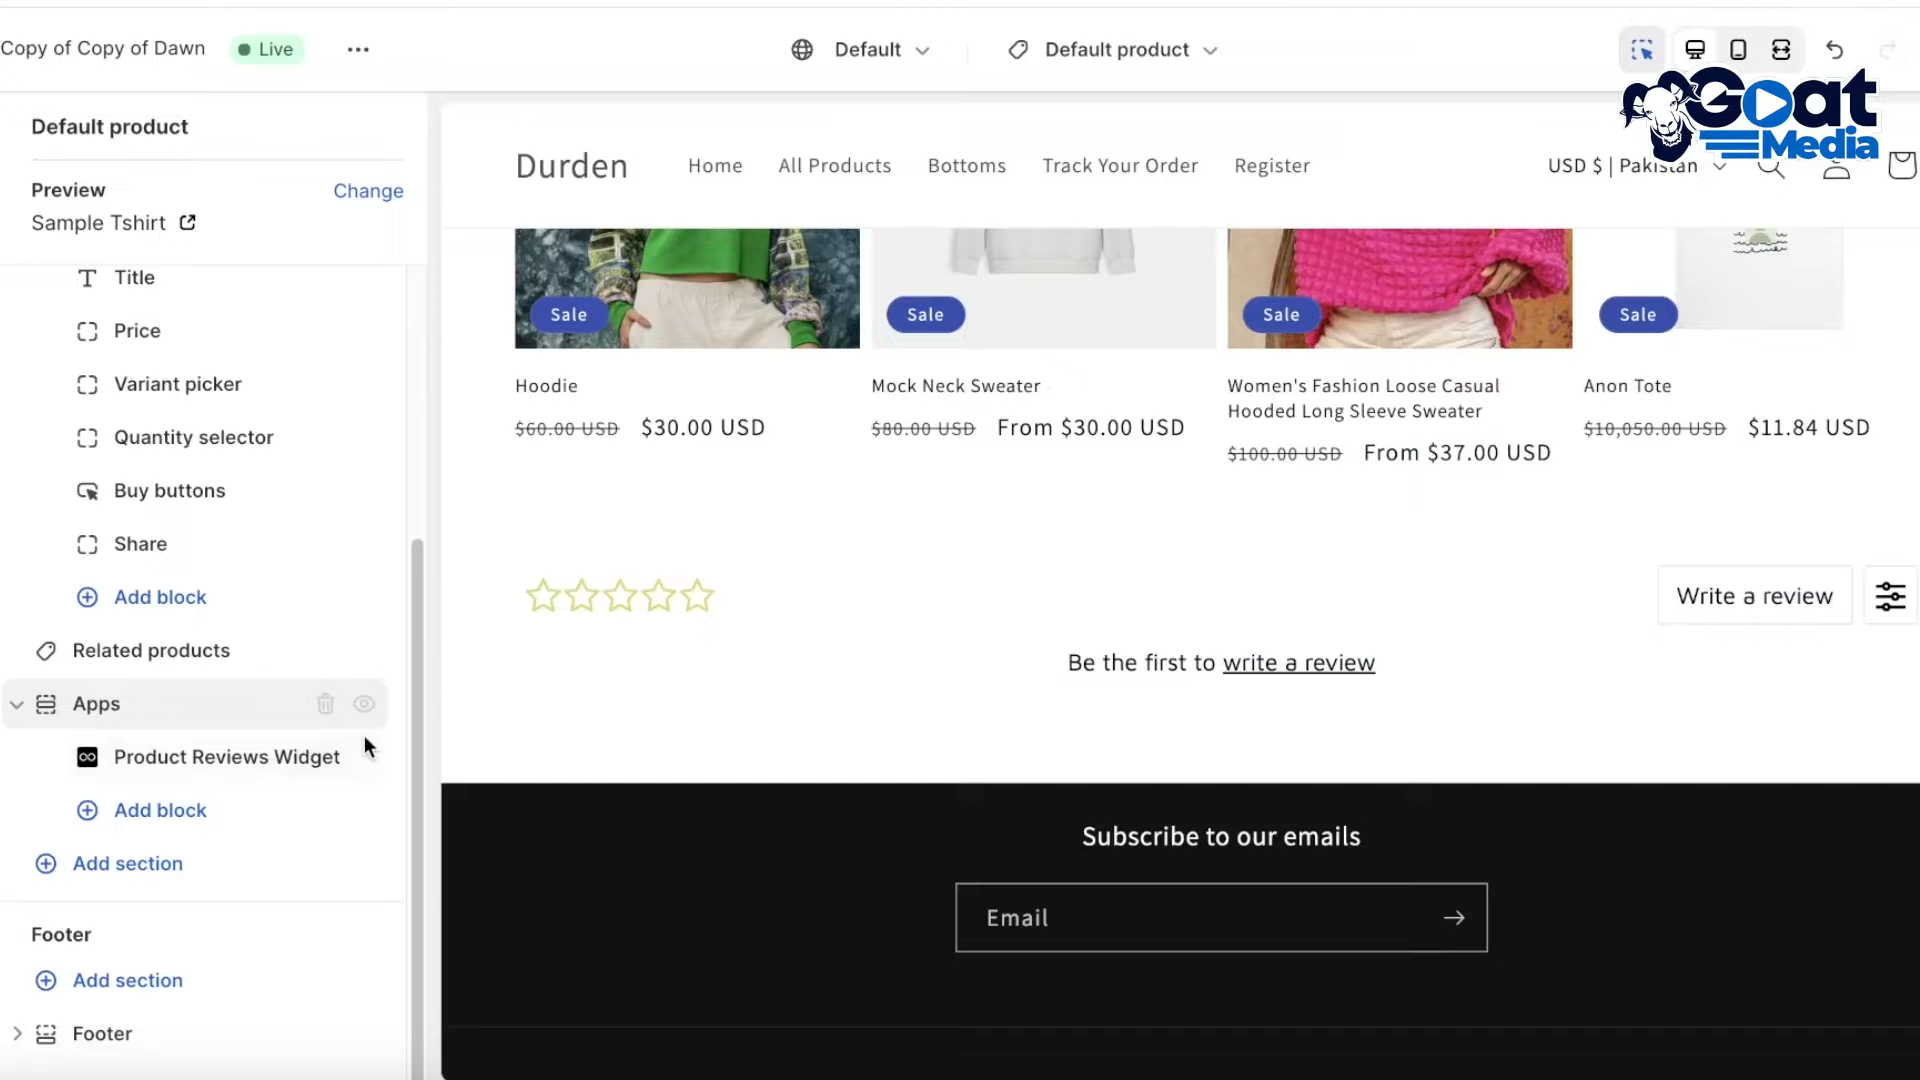 Copy of Copy of Dawn
Live
Default
Default product
Goat
Media
Default product
Preview
Change
Sample Tshirt
Title
Price
Variant picker
Quantity selector
Buy buttons
Share
Add block
Related products
Apps
Product Reviews Widget
Add block
Add section
Footer
Add section
Footer
Durden
Home
All Products
Bottoms
Track Your Order
Register
USD $ | Pakistan
Sale
Sale
Sale
Sale
Hoodie
$60.00 USD $30.00 USD
Mock Neck Sweater
$80.00 USD From $30.00 USD
Women's Fashion Loose Casual
Hooded Long Sleeve Sweater
$100.00 USD From $37.00 USD
Anon Tote
$10,050.00 USD $11.84 USD
Write a review
Be the first to write a review
Subscribe to our emails
Email